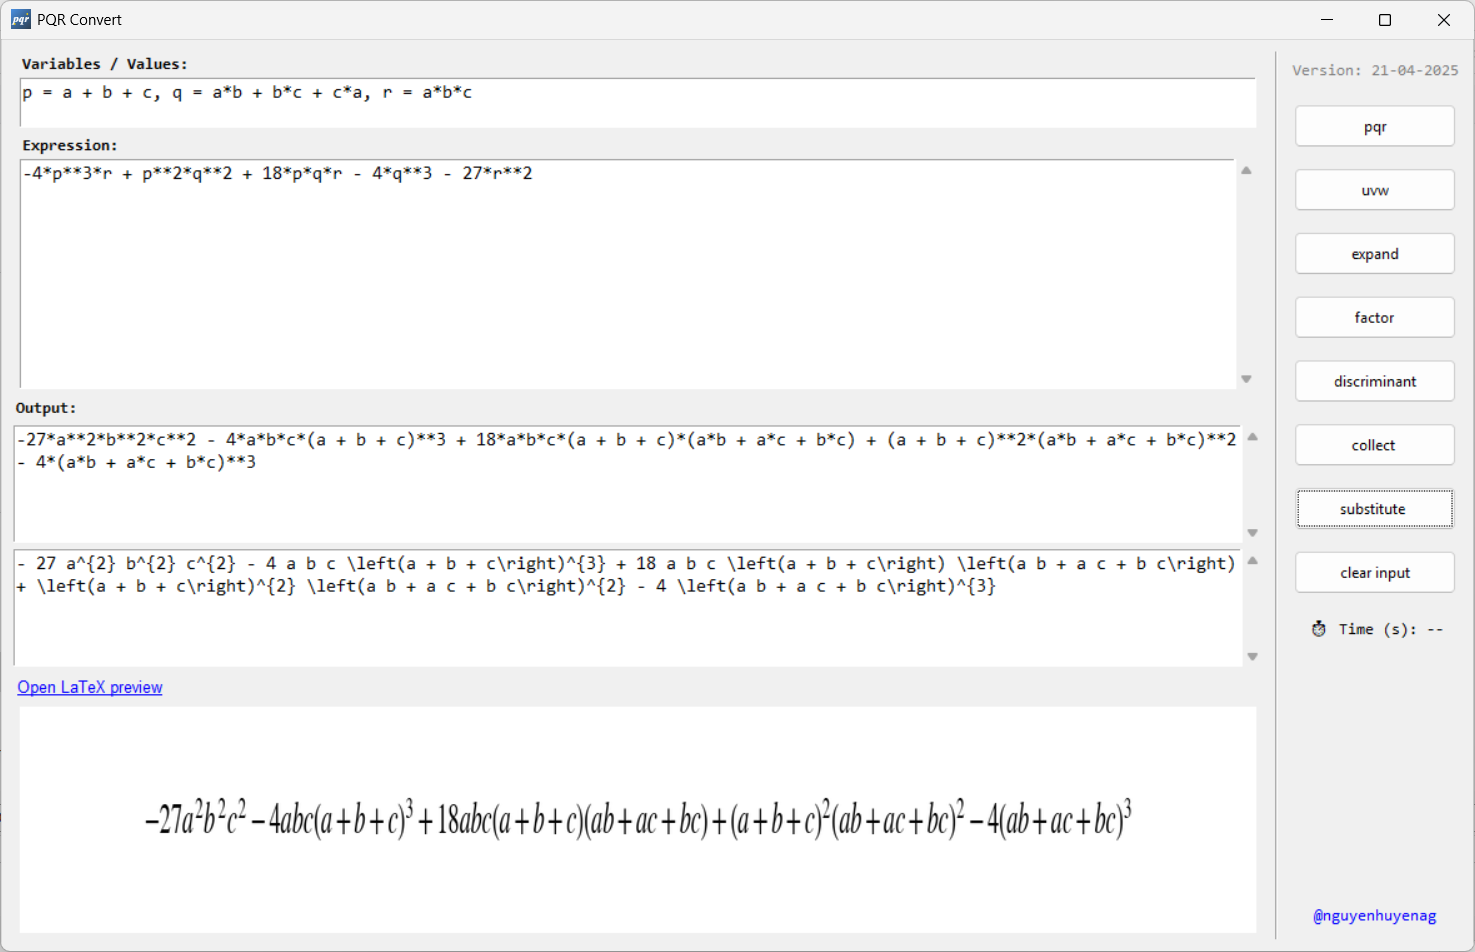 pqr PQR Convert
Variables / Values:
p = a + b + c, q = a*b + b*c + c*a, r = a*b*c
Expression:
-4*p**3*r + p**2*q**2 + 18*p*q*r - 4*q**3 - 27*r**2
Output:
-27*a**2*b**2*c**2 - 4*a*b*c*(a + b + c)**3 + 18*a*b*c*(a + b + c)*(a*b + a*c + b*c) + (a + b + c)**2*(a*b + a*c + b*c)**2
- 4*(a*b + a*c + b*c)**3
- 27 a^{2} b^{2} c^{2} - 4 a b c \left(a + b + c\right)^{3} + 18 a b c \left(a + b + c\right) \left(a b + a c + b c\right)
+ \left(a + b + c\right)^{2} \left(a b + a c + b c\right)^{2} - 4 \left(a b + a c + b c\right)^{3}
Open LaTeX preview
−27a²b²c²−4abc(a+b+c)³+18abc(a+b+c)(ab+ac+bc)+(a+b+c)²(ab+ac+bc)²−4(ab+ac+bc)³
Version: 21-04-2025
pqr
uvw
expand
factor
discriminant
collect
substitute
clear input
⏱ Time (s): --
@nguyenhuyenag